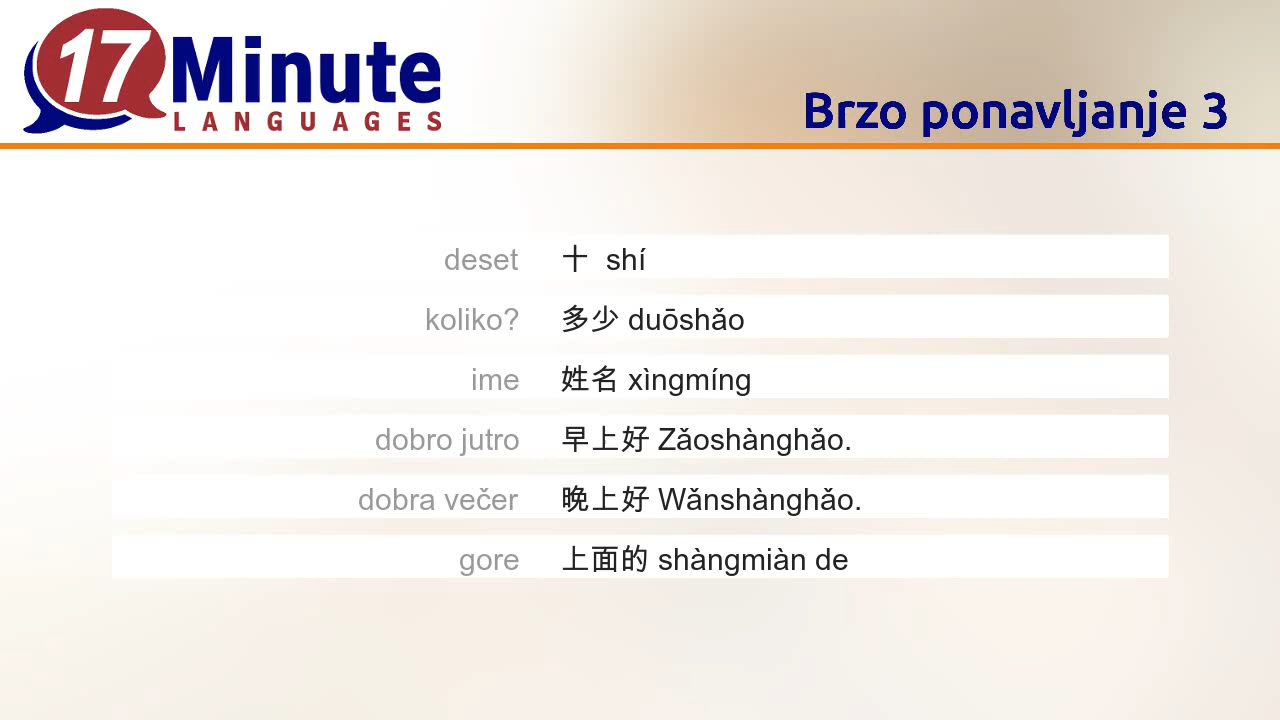 17 Minute
LANGUAGES
Brzo ponavljanje 3
deset 十 shí
koliko? 多少 duōshǎo
ime 姓名 xìngmíng
dobro jutro 早上好 Zǎoshànghǎo.
dobra večer 晚上好 Wǎnshànghǎo.
gore 上面的 shàngmiàn de